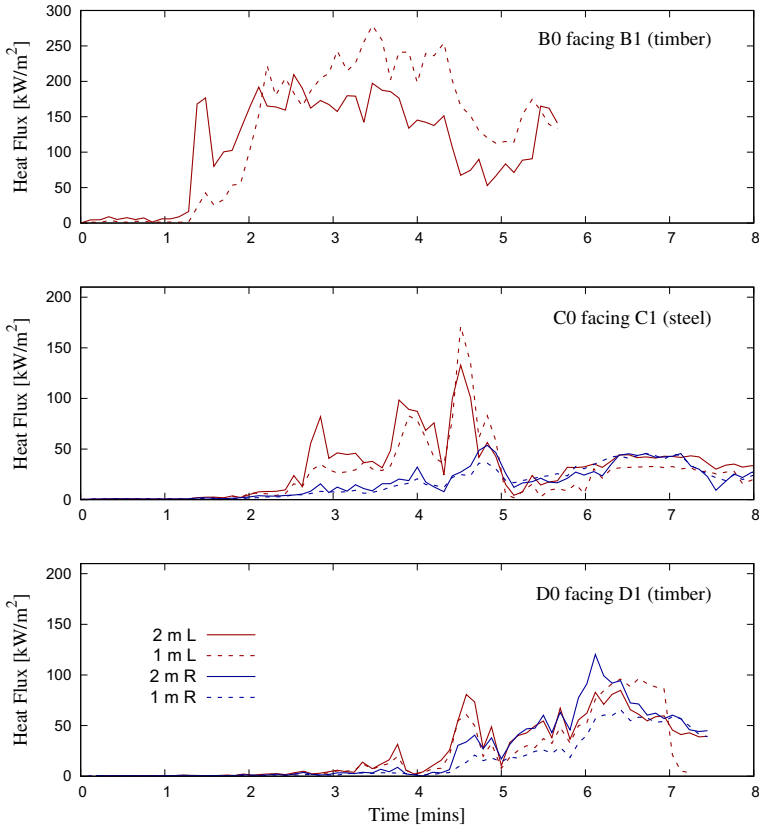 300
250
200
150
100
50
0
Heat Flux [kW/m²]
B0 facing B1 (timber)
0 1 2 3 4 5 6 7 8
200
150
100
50
0
Heat Flux [kW/m²]
C0 facing C1 (steel)
0 1 2 3 4 5 6 7 8
200
150
100
50
0
Heat Flux [kW/m²]
D0 facing D1 (timber)
2 m L
1 m L
2 m R
1 m R
0 1 2 3 4 5 6 7 8
Time [mins]